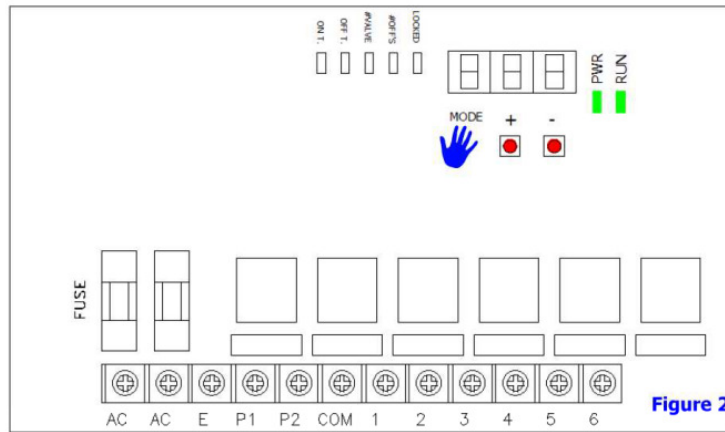 ON T.
OFF T.
#VALVE
#OFF'S
LOCKED
PWR
RUN
MODE + -
FUSE
AC AC E P1 P2 COM 1 2 3 4 5 6
Figure 2